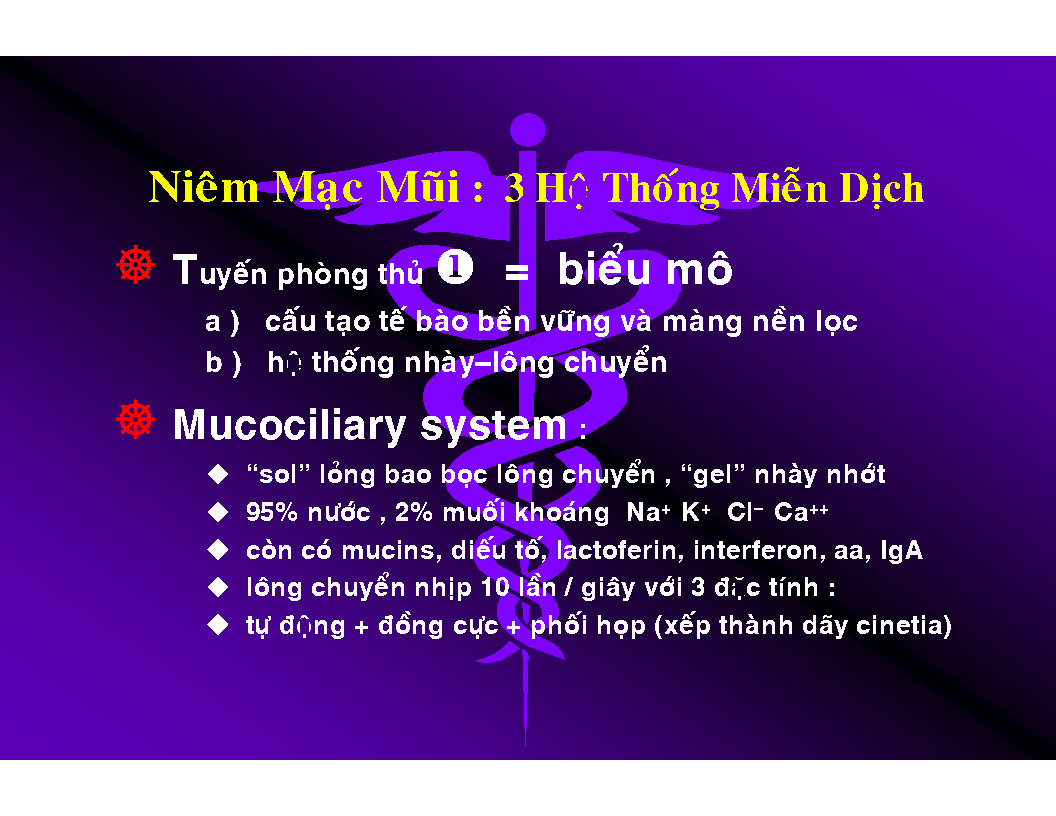 Niêm Mạc Mũi : 3 Hệ Thống Miễn Dịch
Tuyến phòng thủ ❶ = biểu mô
a ) cấu tạo tế bào bền vững và màng nền lọc
b ) hệ thống nhày–lông chuyển
Mucociliary system :
“sol” lỏng bao bọc lông chuyển , “gel” nhày nhớt
95% nước , 2% muối khoáng Na⁺ K⁺ Cl⁻ Ca⁺⁺
còn có mucins, diếu tố, lactoferin, interferon, aa, IgA
lông chuyển nhịp 10 lần / giây với 3 đặc tính :
tự động + đồng cực + phối họp (xếp thành dãy cinetia)